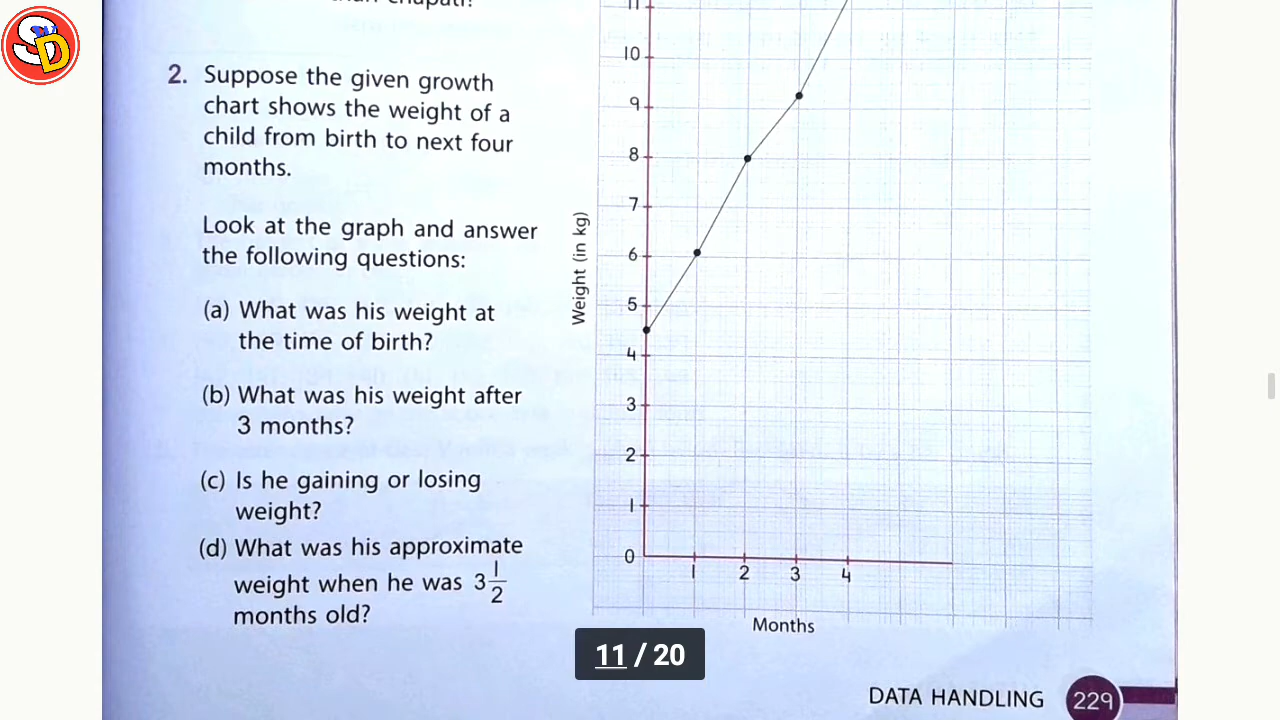 SD
2. Suppose the given growth
chart shows the weight of a
child from birth to next four
months.
Look at the graph and answer
the following questions:
(a) What was his weight at
the time of birth?
(b) What was his weight after
3 months?
(c) Is he gaining or losing
weight?
(d) What was his approximate
weight when he was 3 1/2
months old?
Weight (in kg)
11
10
9
8
7
6
5
4
3
2
1
0
1 2 3 4
Months
11 / 20
DATA HANDLING 229